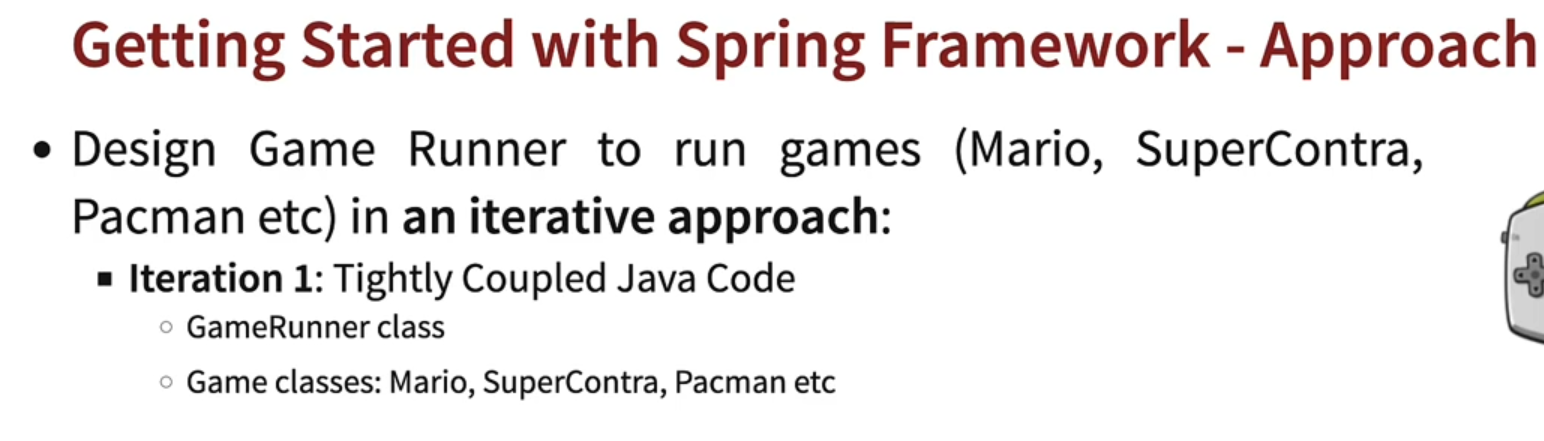 Getting Started with Spring Framework - Approach
• Design Game Runner to run games (Mario, SuperContra,
Pacman etc) in an iterative approach:
▪ Iteration 1: Tightly Coupled Java Code
○ GameRunner class
○ Game classes: Mario, SuperContra, Pacman etc